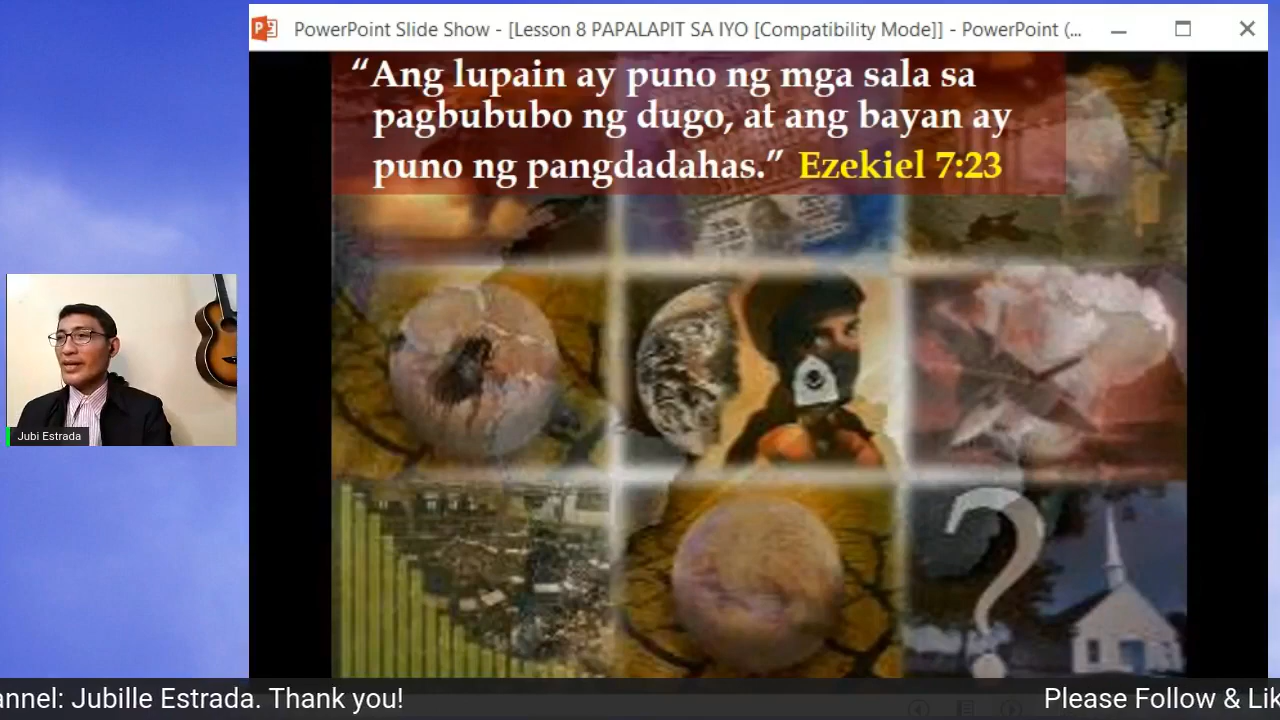 PowerPoint Slide Show - [Lesson 8 PAPALAPIT SA IYO [Compatibility Mode]] - PowerPoint (...
“Ang lupain ay puno ng mga sala sa
pagbububo ng dugo, at ang bayan ay
puno ng pangdadahas.” Ezekiel 7:23
?
Jubi Estrada
annel: Jubille Estrada. Thank you!
Please Follow & Lik